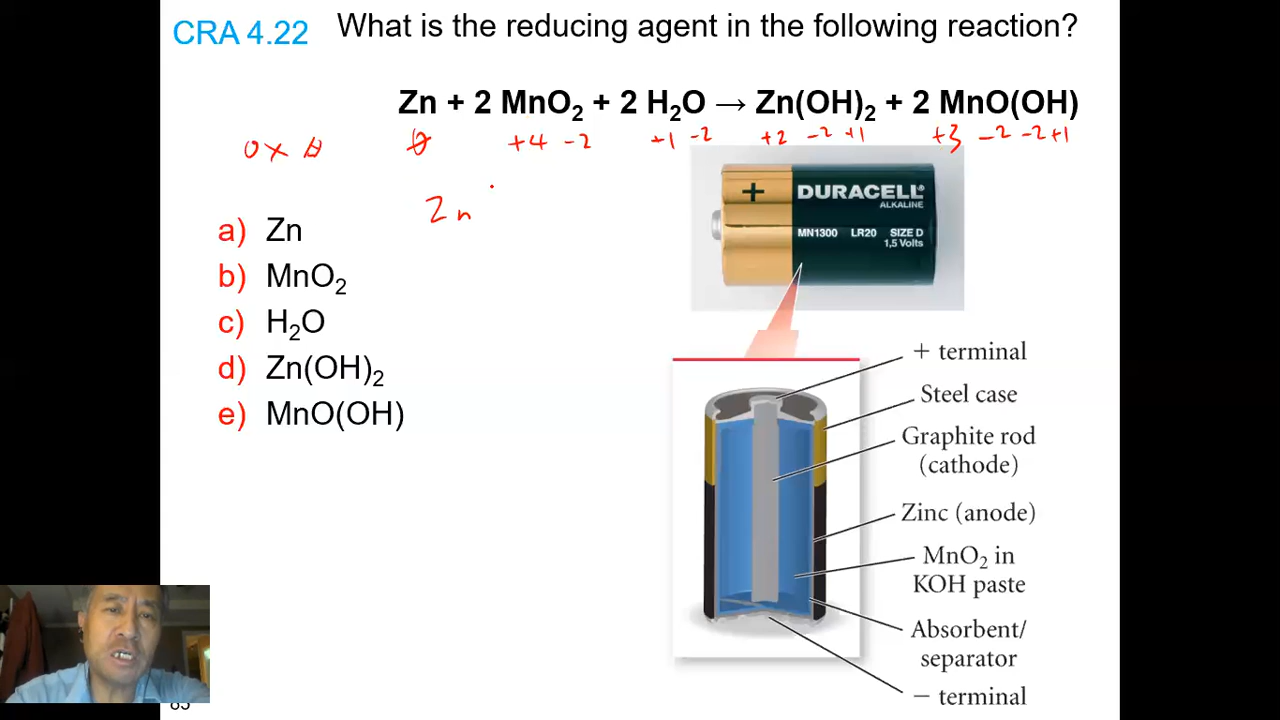 CRA 4.22 What is the reducing agent in the following reaction?
Zn + 2 MnO₂ + 2 H₂O → Zn(OH)₂ + 2 MnO(OH)
OX # 0 +4 -2 +1 -2 +2 -2 +1 +3 -2 -2 +1
Zn
a) Zn
b) MnO₂
c) H₂O
d) Zn(OH)₂
e) MnO(OH)
+
DURACELL®
ALKALINE
MN1300 LR20 SIZE D
1,5 Volts
+ terminal
Steel case
Graphite rod
(cathode)
Zinc (anode)
MnO₂ in
KOH paste
Absorbent/
separator
− terminal